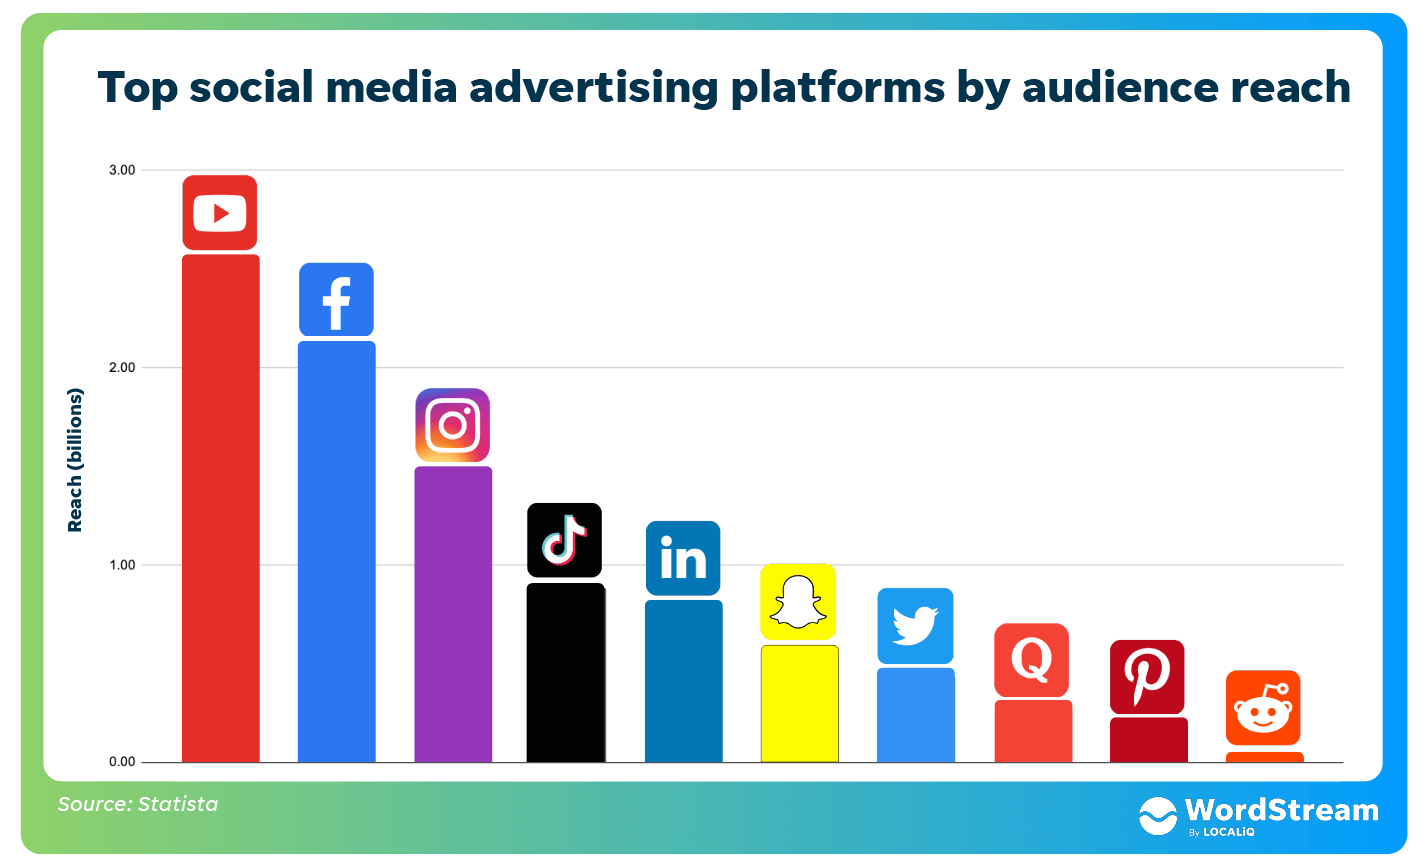 Top social media advertising platforms by audience reach
3.00
2.00
1.00
0.00
Reach (billions)
f
in
Q
Source: Statista
WordStream
By LOCALiQ